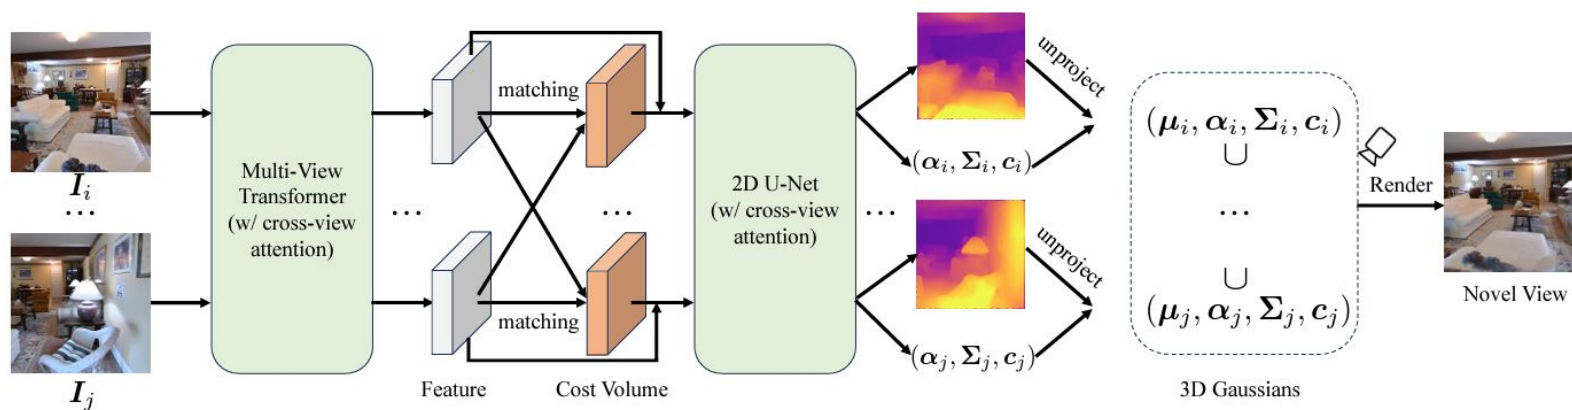 I_i
...
I_j
Multi-View
Transformer
(w/ cross-view
attention)
...
Feature
matching
matching
...
Cost Volume
2D U-Net
(w/ cross-view
attention)
...
unproject
(α_i, Σ_i, c_i)
unproject
(α_j, Σ_j, c_j)
(μ_i, α_i, Σ_i, c_i)
∪
...
∪
(μ_j, α_j, Σ_j, c_j)
3D Gaussians
Render
Novel View